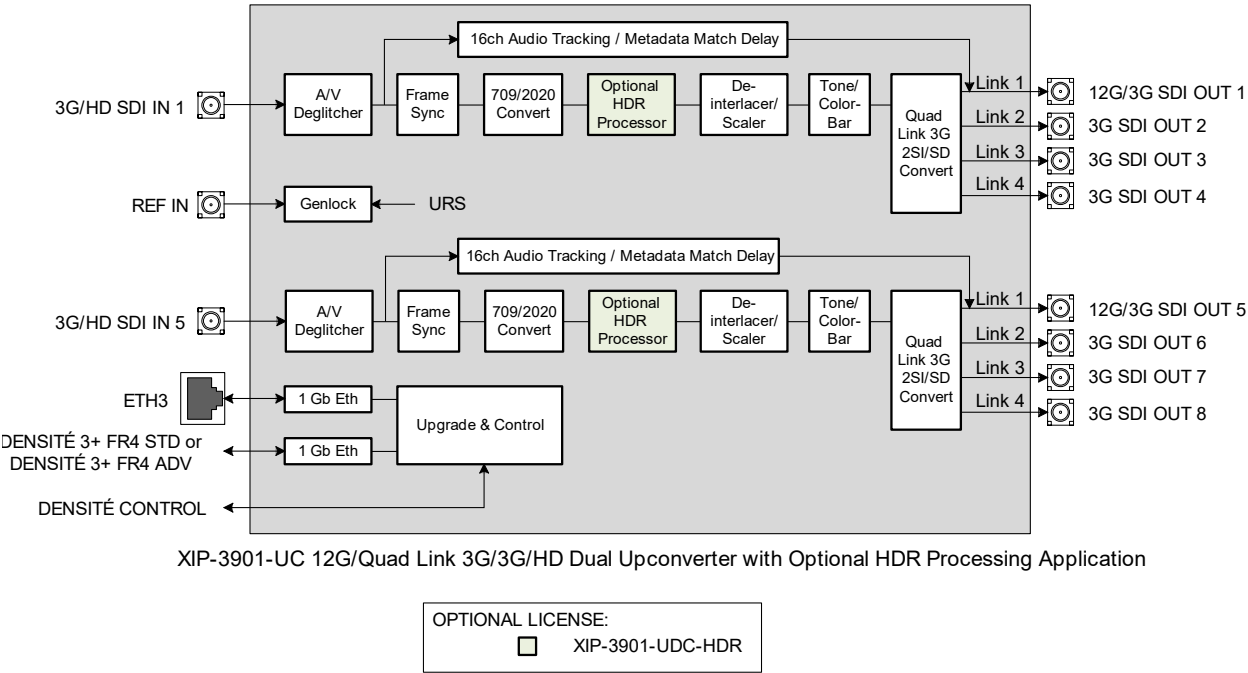 16ch Audio Tracking / Metadata Match Delay
3G/HD SDI IN 1
A/V
Deglitcher
Frame
Sync
709/2020
Convert
Optional
HDR
Processor
De-
interlacer/
Scaler
Tone/
Color-
Bar
Quad
Link 3G
2SI/SD
Convert
Link 1
Link 2
Link 3
Link 4
12G/3G SDI OUT 1
3G SDI OUT 2
3G SDI OUT 3
3G SDI OUT 4
REF IN
Genlock
URS
16ch Audio Tracking / Metadata Match Delay
3G/HD SDI IN 5
A/V
Deglitcher
Frame
Sync
709/2020
Convert
Optional
HDR
Processor
De-
interlacer/
Scaler
Tone/
Color-
Bar
Quad
Link 3G
2SI/SD
Convert
Link 1
Link 2
Link 3
Link 4
12G/3G SDI OUT 5
3G SDI OUT 6
3G SDI OUT 7
3G SDI OUT 8
ETH3
1 Gb Eth
Upgrade & Control
DENSITÉ 3+ FR4 STD or
DENSITÉ 3+ FR4 ADV
1 Gb Eth
DENSITÉ CONTROL
XIP-3901-UC 12G/Quad Link 3G/3G/HD Dual Upconverter with Optional HDR Processing Application
OPTIONAL LICENSE:
XIP-3901-UDC-HDR